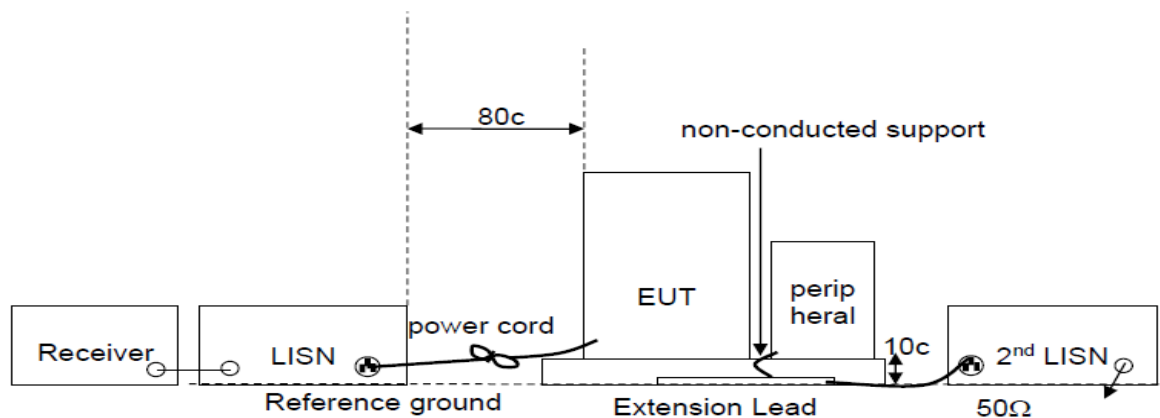 80c
non-conducted support
EUT
perip
heral
Receiver
LISN
power cord
10c
2nd LISN
Reference ground
Extension Lead
50Ω